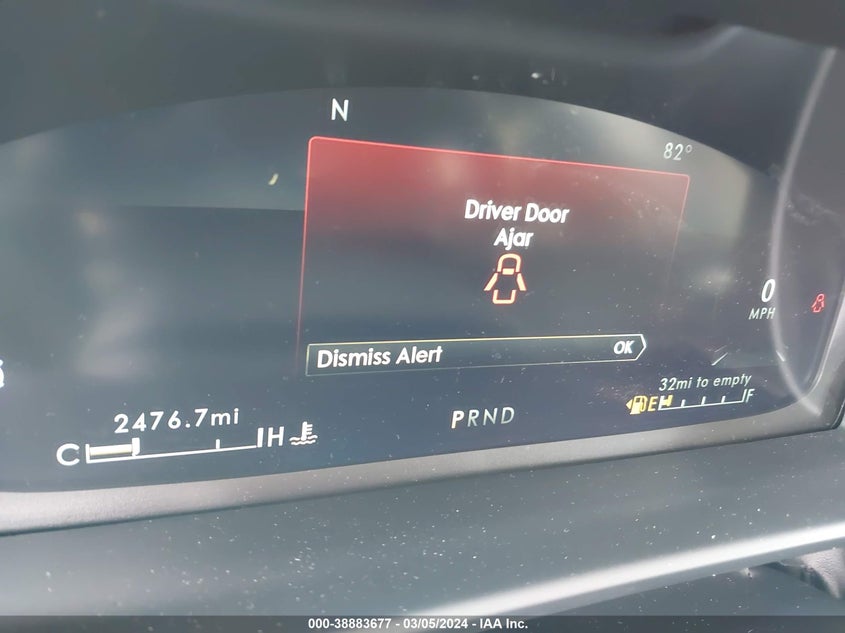 N
82°
Driver Door
Ajar
0
MPH
Dismiss Alert
OK
32mi to empty
E
F
2476.7mi
C
H
PRND
000-38883677 - 03/05/2024 - IAA Inc.